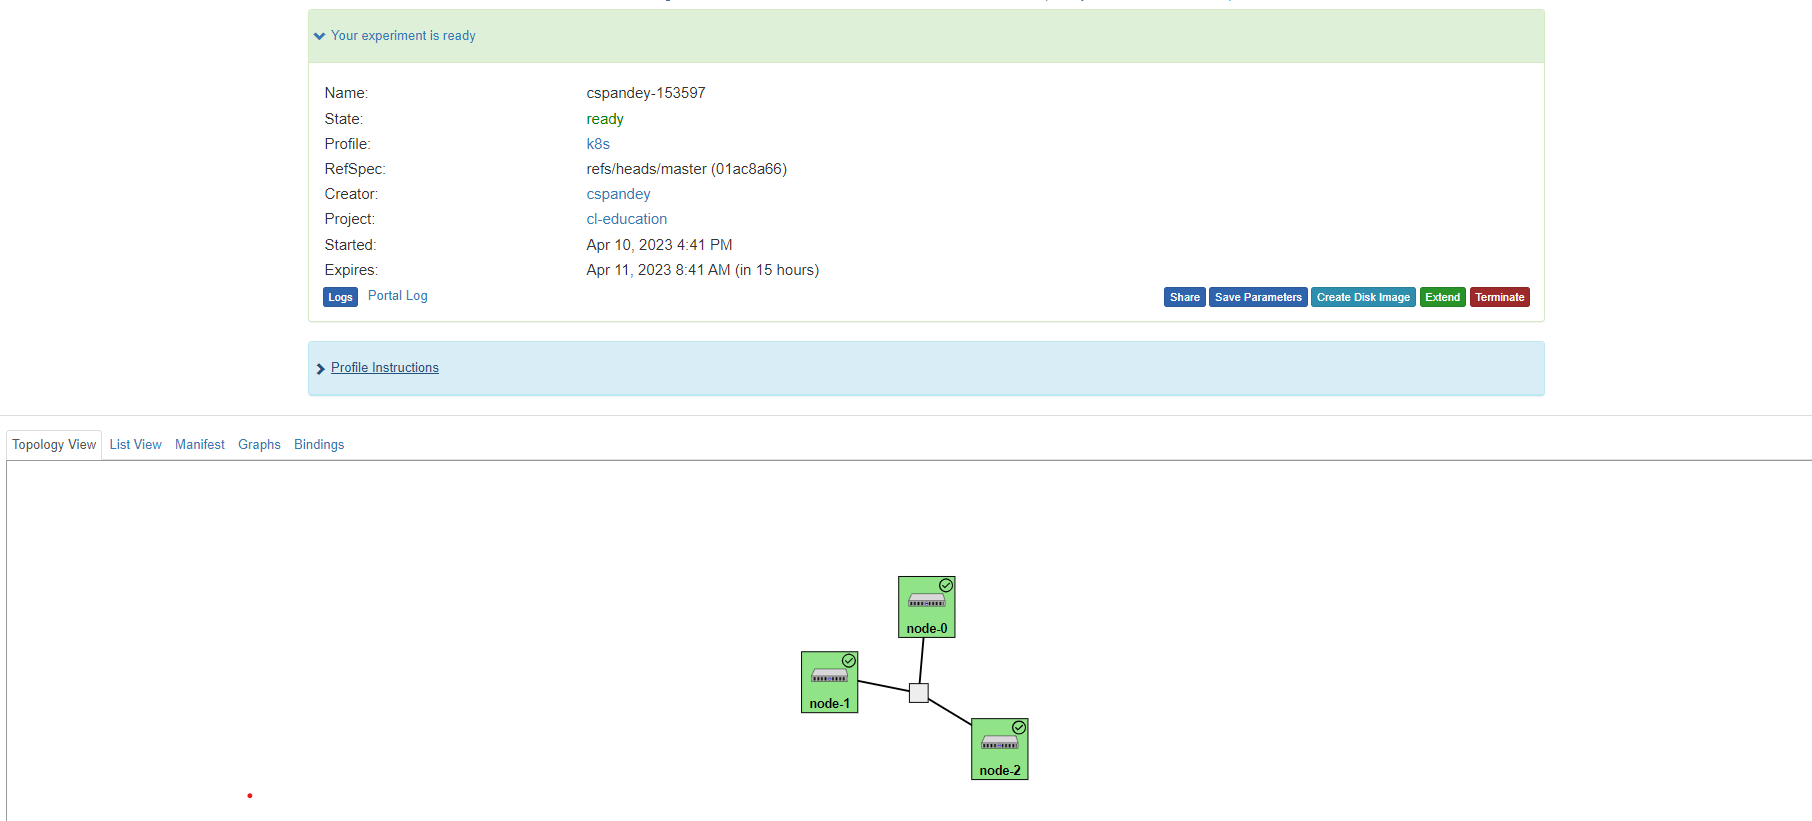 Your experiment is ready
Name: cspandey-153597
State: ready
Profile: k8s
RefSpec: refs/heads/master (01ac8a66)
Creator: cspandey
Project: cl-education
Started: Apr 10, 2023 4:41 PM
Expires: Apr 11, 2023 8:41 AM (in 15 hours)
Logs Portal Log Share Save Parameters Create Disk Image Extend Terminate
Profile Instructions
Topology View List View Manifest Graphs Bindings
node-0
node-1
node-2